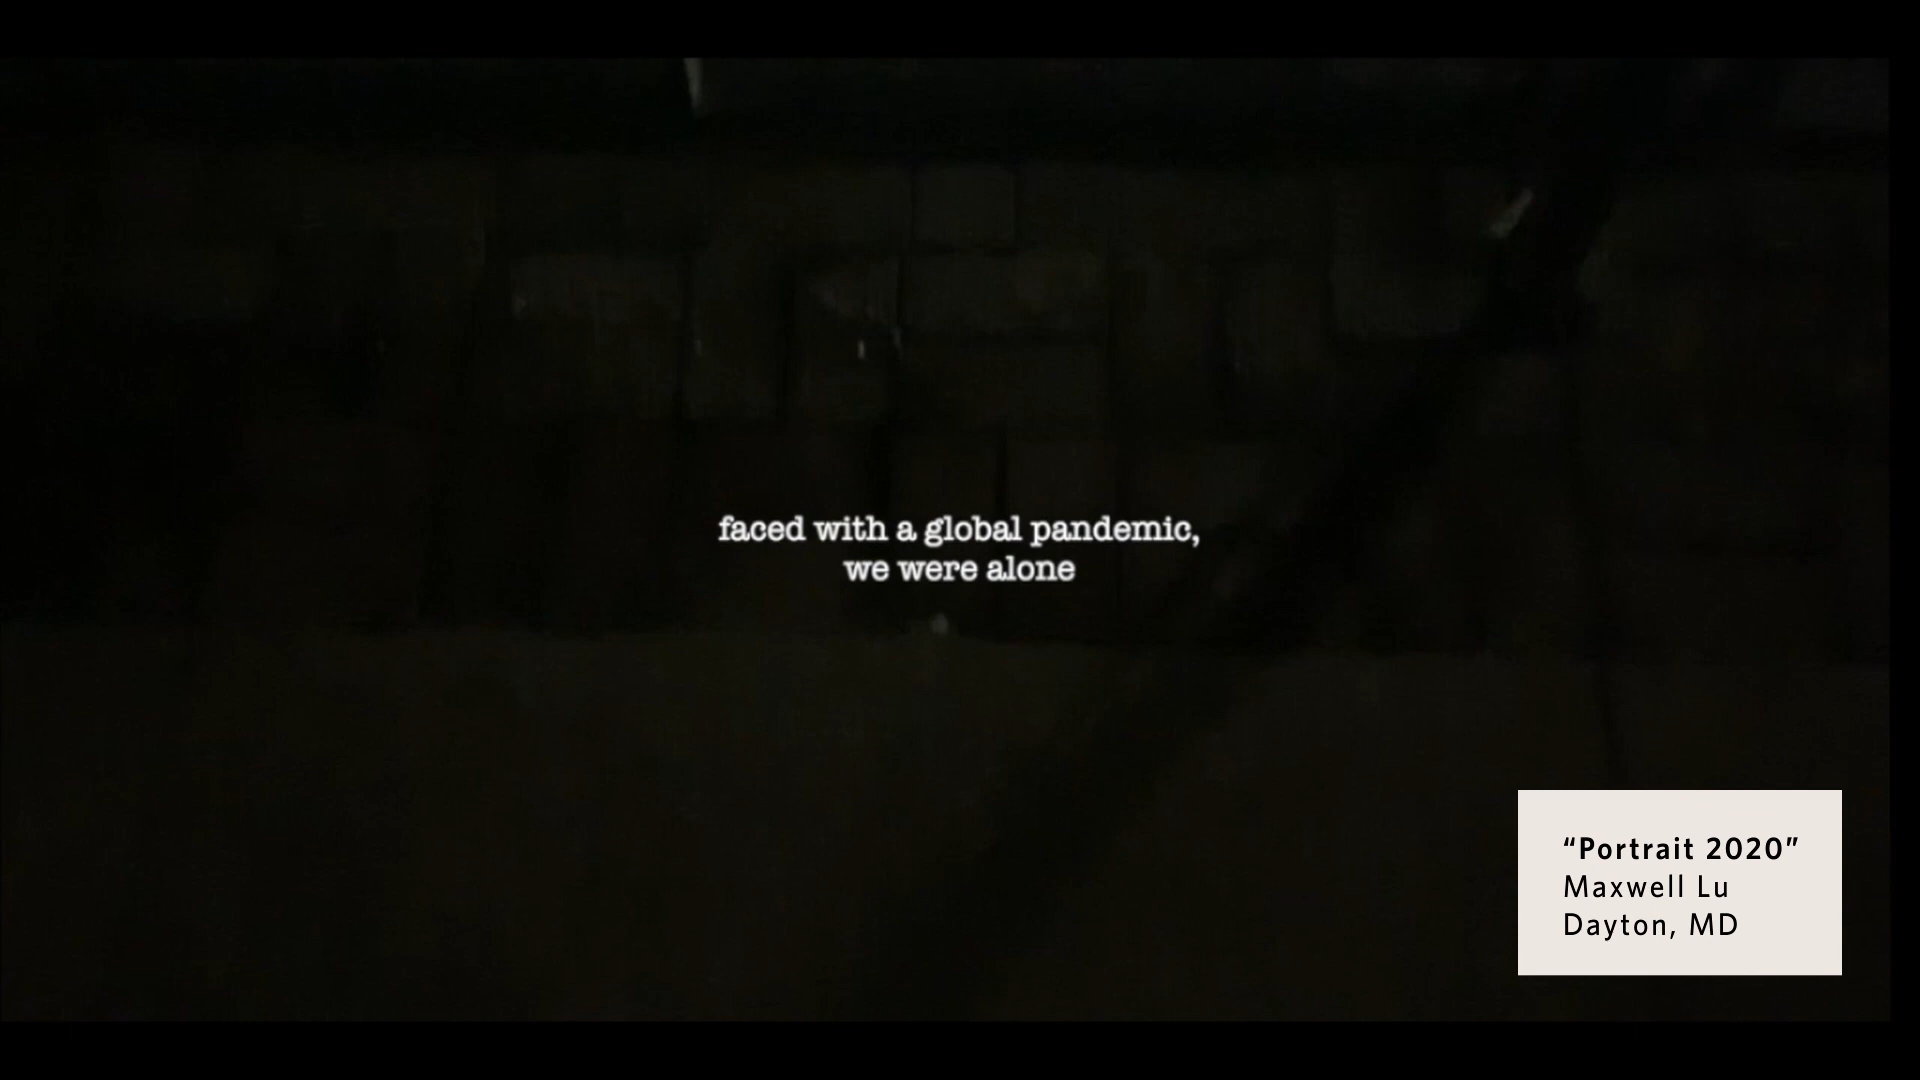 faced with a global pandemic,
we were alone
“Portrait 2020”
Maxwell Lu
Dayton, MD